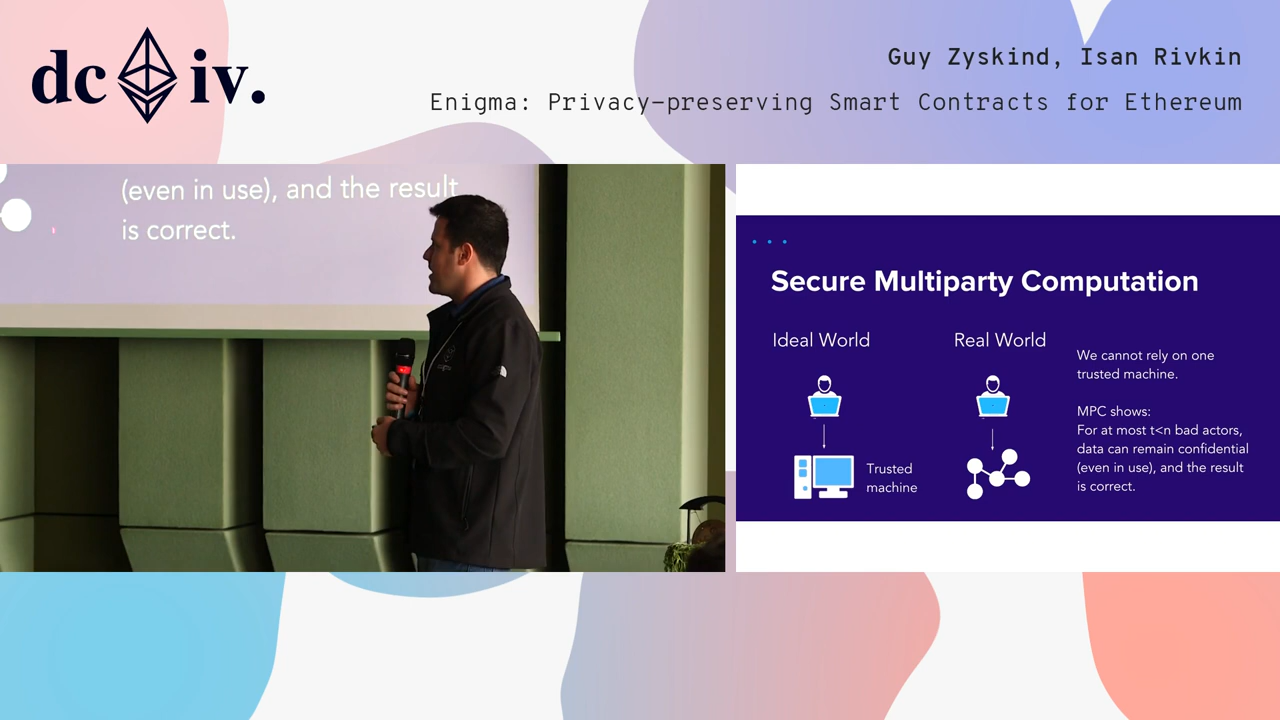 dc iv.
Guy Zyskind, Isan Rivkin
Enigma: Privacy-preserving Smart Contracts for Ethereum
(even in use), and the result
is correct.
Secure Multiparty Computation
Ideal World
Real World
Trusted
machine
We cannot rely on one
trusted machine.
MPC shows:
For at most t<n bad actors,
data can remain confidential
(even in use), and the result
is correct.